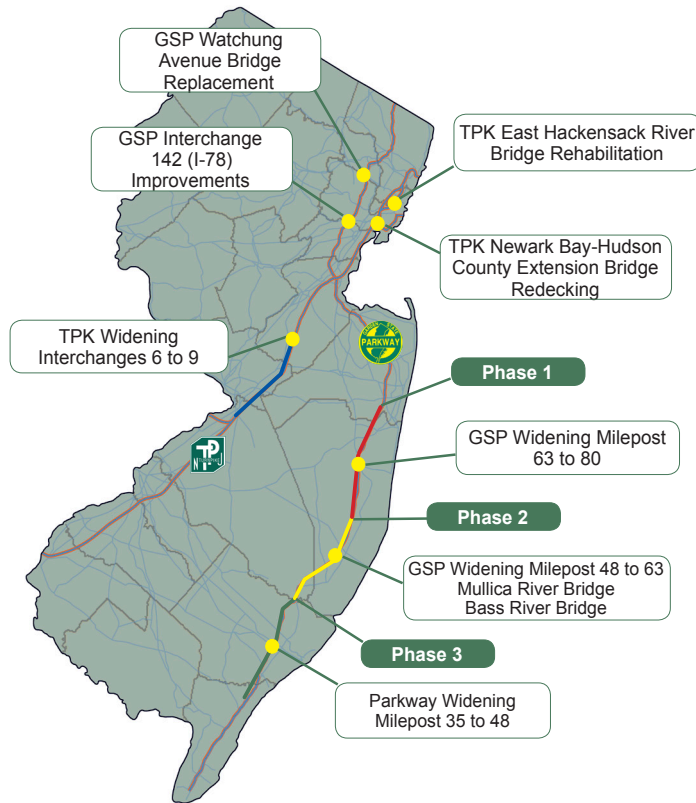 GSP Watchung
Avenue Bridge
Replacement
TPK East Hackensack River
Bridge Rehabilitation
GSP Interchange
142 (I-78)
Improvements
TPK Newark Bay-Hudson
County Extension Bridge
Redecking
TPK Widening
Interchanges 6 to 9
PARKWAY
Phase 1
GSP Widening Milepost
63 to 80
Phase 2
GSP Widening Milepost 48 to 63
Mullica River Bridge
Bass River Bridge
Phase 3
Parkway Widening
Milepost 35 to 48